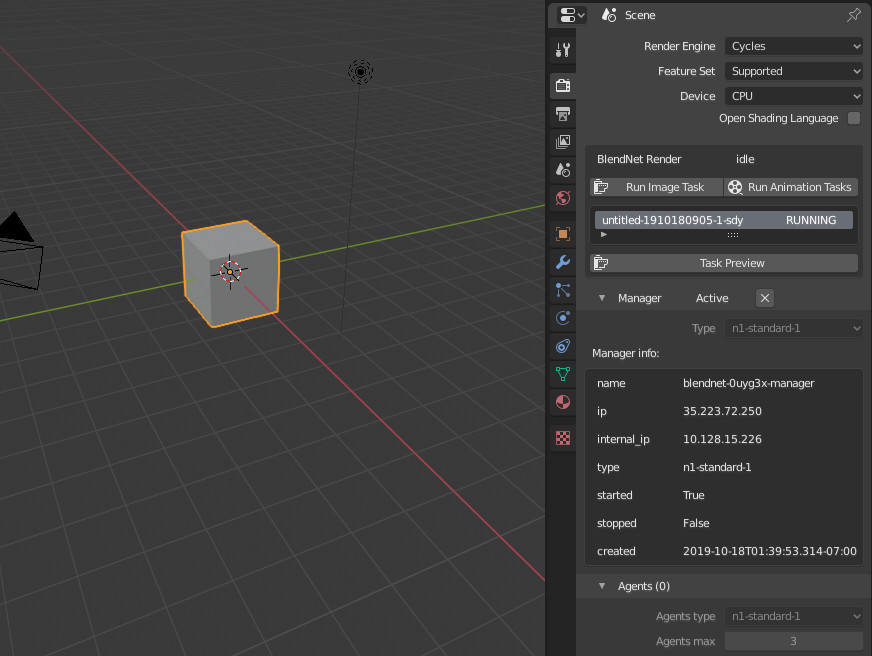 Scene
Render Engine Cycles
Feature Set Supported
Device CPU
Open Shading Language
BlendNet Render idle
Run Image Task Run Animation Tasks
untitled-1910180905-1-sdy RUNNING
Task Preview
Manager Active
Type n1-standard-1
Manager info:
name blendnet-0uyg3x-manager
ip 35.223.72.250
internal_ip 10.128.15.226
type n1-standard-1
started True
stopped False
created 2019-10-18T01:39:53.314-07:00
Agents (0)
Agents type n1-standard-1
Agents max 3